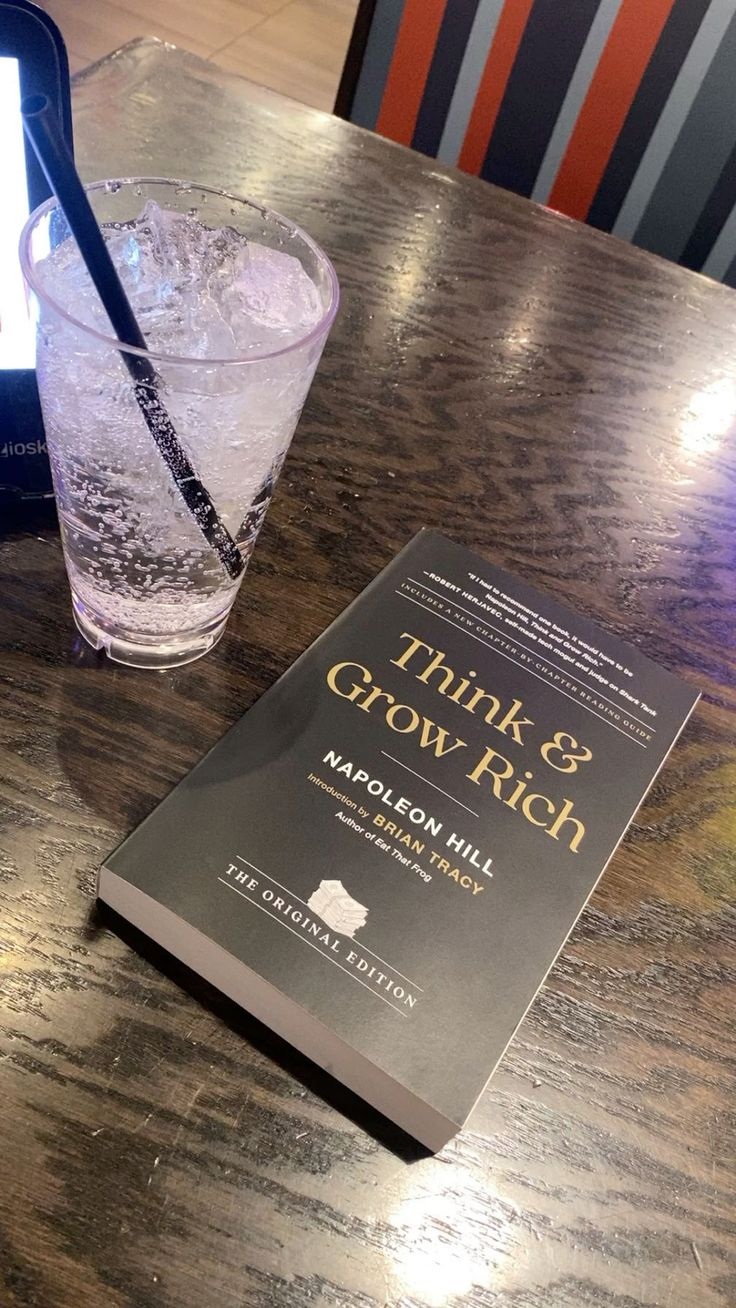 "If I had to recommend one book, it would have to be
Napoleon Hill, Think and Grow Rich."
—ROBERT HERJAVEC, self-made tech mogul and judge on Shark Tank
INCLUDES A NEW CHAPTER-BY-CHAPTER READING GUIDE
Think &
Grow Rich
NAPOLEON HILL
Introduction by BRIAN TRACY
Author of Eat That Frog
THE ORIGINAL EDITION
ziosk